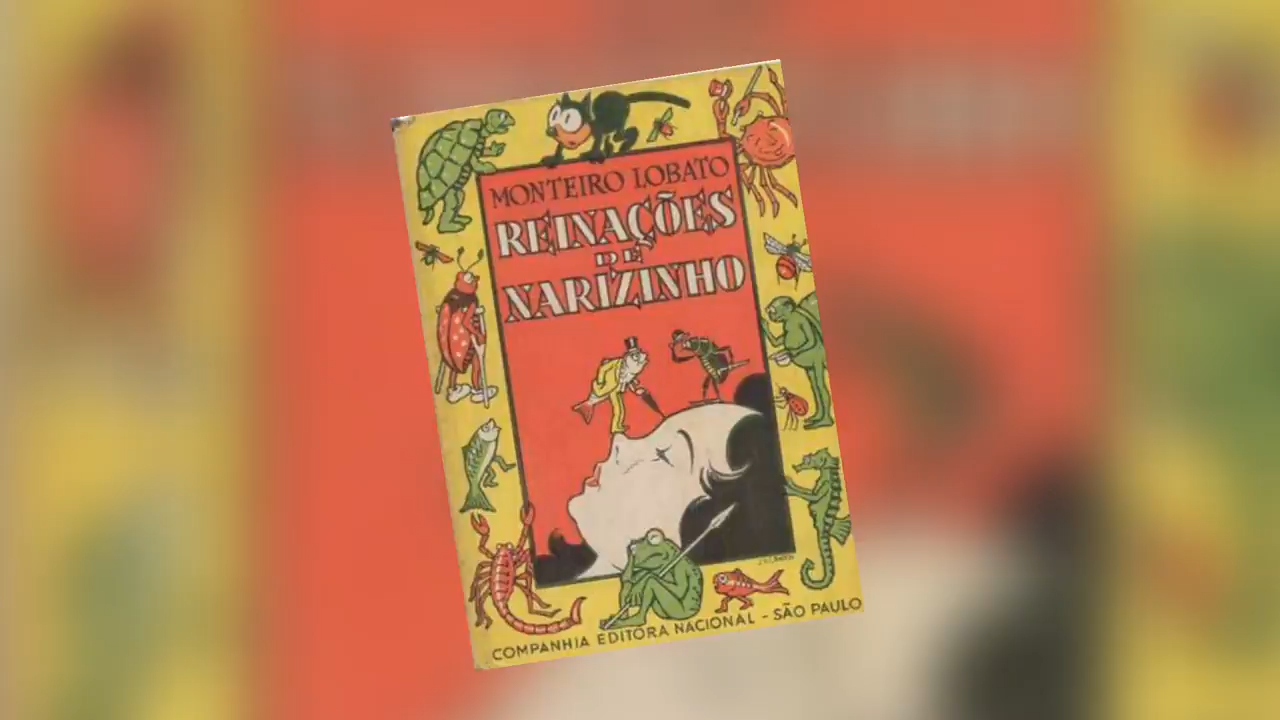 MONTEIRO LOBATO
REINAÇÕES
DE
NARIZINHO
COMPANHIA EDITORA NACIONAL - SÃO PAULO